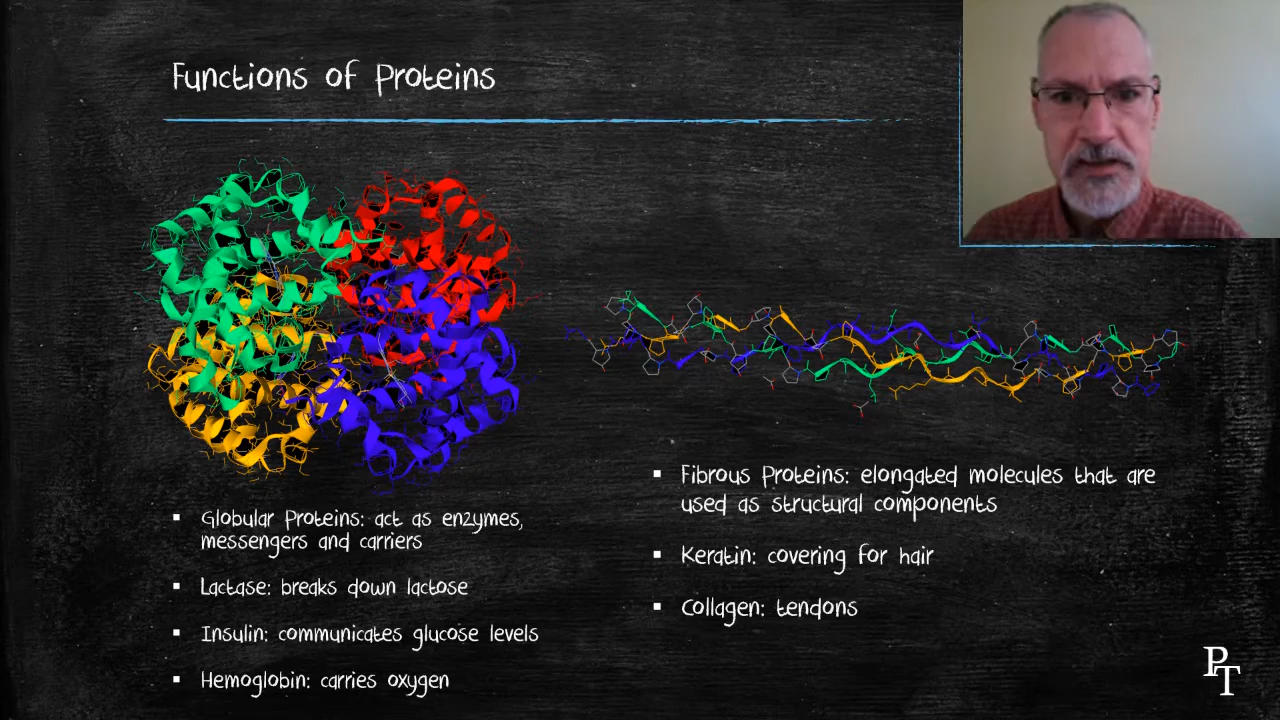 Functions of Proteins
Globular Proteins: act as enzymes,
messengers and carriers
Lactase: breaks down lactose
Insulin: communicates glucose levels
Hemoglobin: carries oxygen
Fibrous Proteins: elongated molecules that are
used as structural components
Keratin: covering for hair
Collagen: tendons
PT